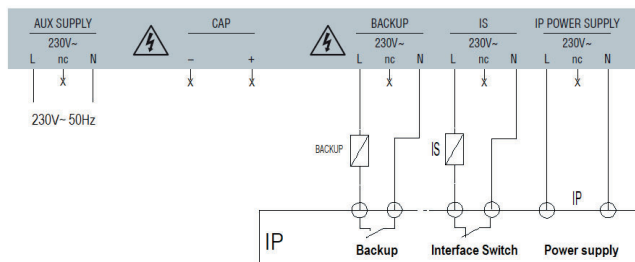 AUX SUPPLY CAP BACKUP IS IP POWER SUPPLY
230V~ 230V~ 230V~ 230V~
L nc N – + L nc N L nc N L nc N
x x x x x x
230V~ 50Hz
BACKUP IS
IP
IP
Backup Interface Switch Power supply